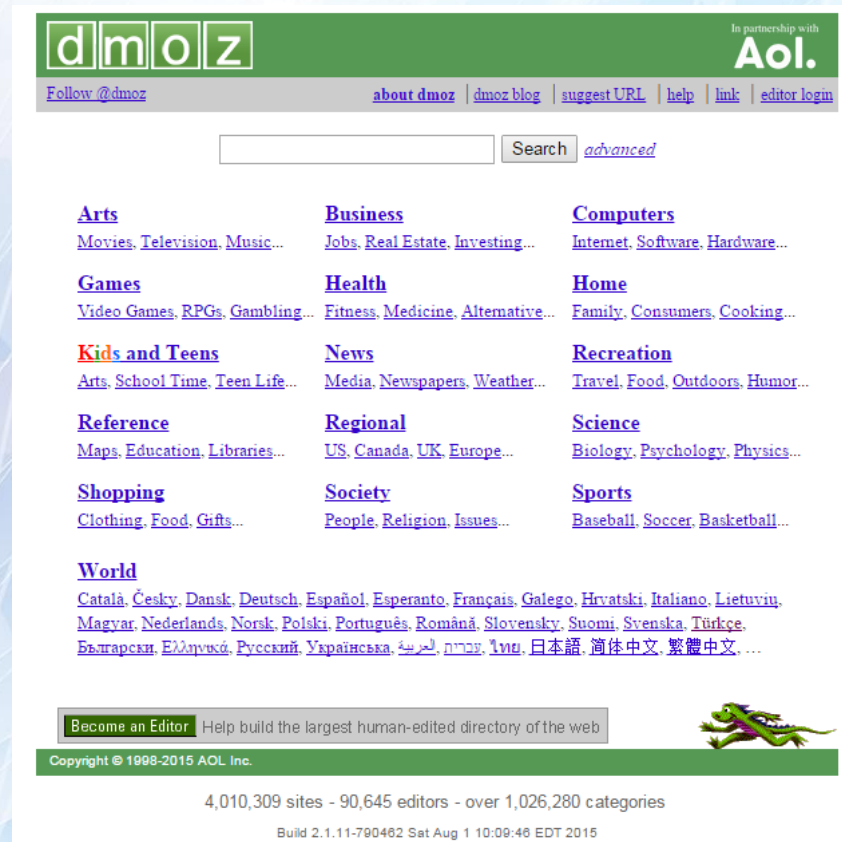 dmoz
In partnership with
Aol.
Follow @dmoz
about dmoz | dmoz blog | suggest URL | help | link | editor login
Search advanced
Arts
Movies, Television, Music...
Business
Jobs, Real Estate, Investing...
Computers
Internet, Software, Hardware...
Games
Video Games, RPGs, Gambling...
Health
Fitness, Medicine, Alternative...
Home
Family, Consumers, Cooking...
Kids and Teens
Arts, School Time, Teen Life...
News
Media, Newspapers, Weather...
Recreation
Travel, Food, Outdoors, Humor...
Reference
Maps, Education, Libraries...
Regional
US, Canada, UK, Europe...
Science
Biology, Psychology, Physics...
Shopping
Clothing, Food, Gifts...
Society
People, Religion, Issues...
Sports
Baseball, Soccer, Basketball...
World
Català, Česky, Dansk, Deutsch, Español, Esperanto, Français, Galego, Hrvatski, Italiano, Lietuvių,
Magyar, Nederlands, Norsk, Polski, Português, Română, Slovensky, Suomi, Svenska, Türkçe,
Български, Ελληνικά, Русский, Українська, العربية, עברית, ไทย, 日本語, 简体中文, 繁體中文, ...
Become an Editor Help build the largest human-edited directory of the web
Copyright © 1998-2015 AOL Inc.
4,010,309 sites - 90,645 editors - over 1,026,280 categories
Build 2.1.11-790462 Sat Aug 1 10:09:46 EDT 2015